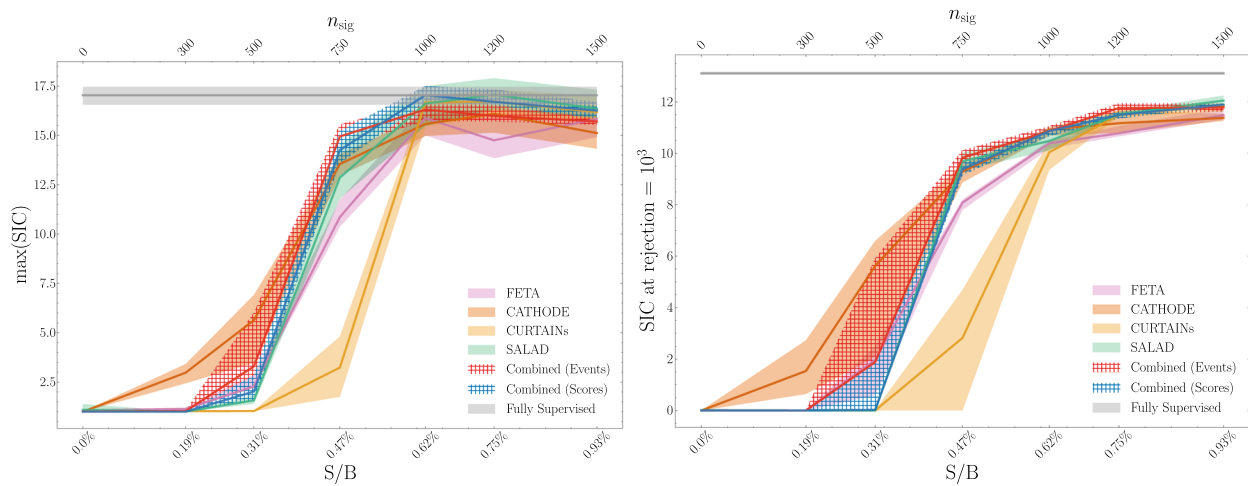 n_sig
0 300 500 750 1000 1200 1500
17.5
15.0
12.5
10.0
7.5
5.0
2.5
max(SIC)
FETA
CATHODE
CURTAINs
SALAD
Combined (Events)
Combined (Scores)
Fully Supervised
0.0% 0.19% 0.31% 0.47% 0.62% 0.75% 0.93%
S/B
n_sig
0 300 500 750 1000 1200 1500
12
10
8
6
4
2
0
SIC at rejection = 10³
FETA
CATHODE
CURTAINs
SALAD
Combined (Events)
Combined (Scores)
Fully Supervised
0.0% 0.19% 0.31% 0.47% 0.62% 0.75% 0.93%
S/B